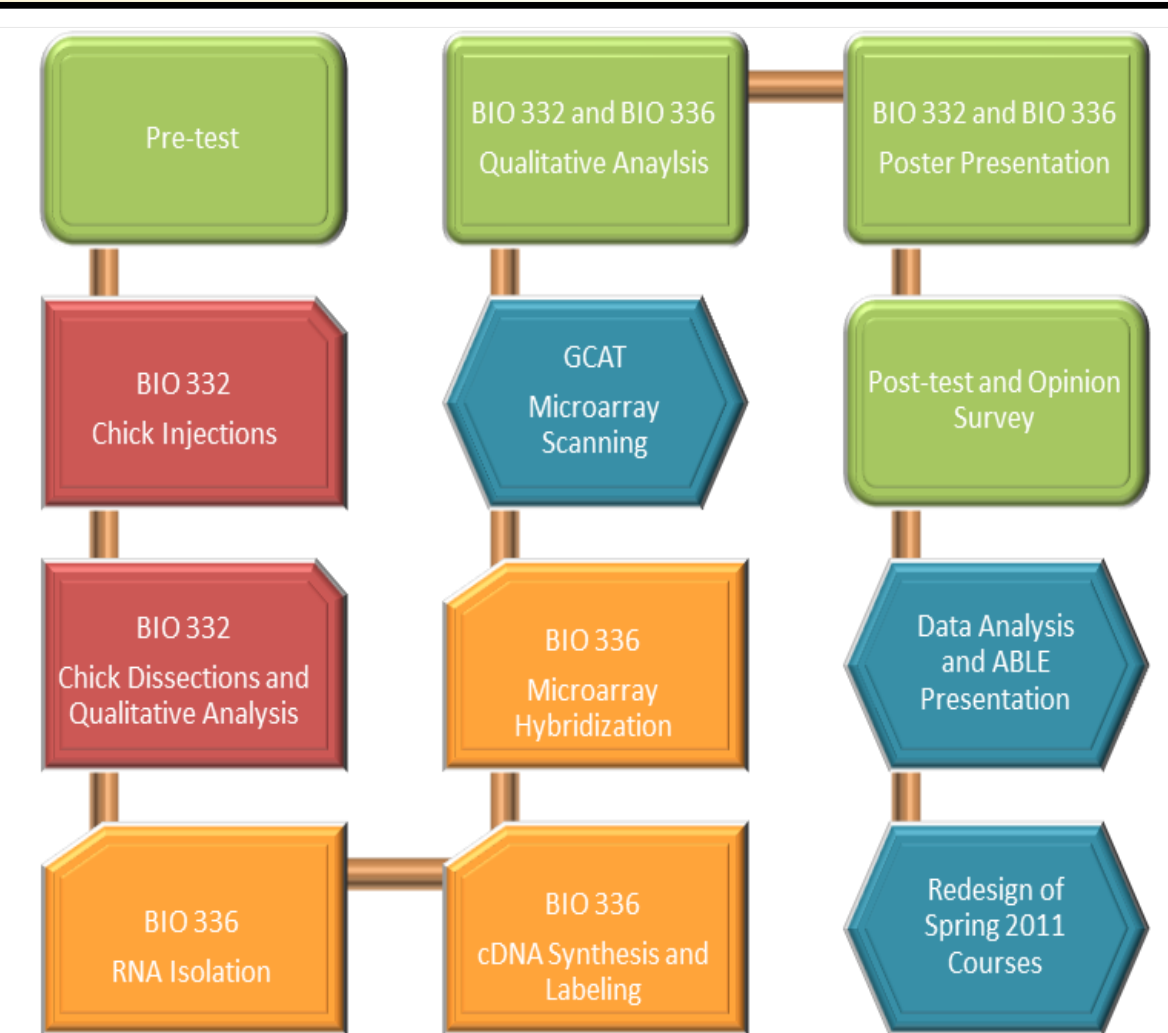 Pre-test
BIO 332
Chick Injections
BIO 332
Chick Dissections and
Qualitative Analysis
BIO 336
RNA Isolation
BIO 336
cDNA Synthesis and
Labeling
BIO 336
Microarray
Hybridization
GCAT
Microarray
Scanning
BIO 332 and BIO 336
Qualitative Anaylsis
BIO 332 and BIO 336
Poster Presentation
Post-test and Opinion
Survey
Data Analysis
and ABLE
Presentation
Redesign of
Spring 2011
Courses